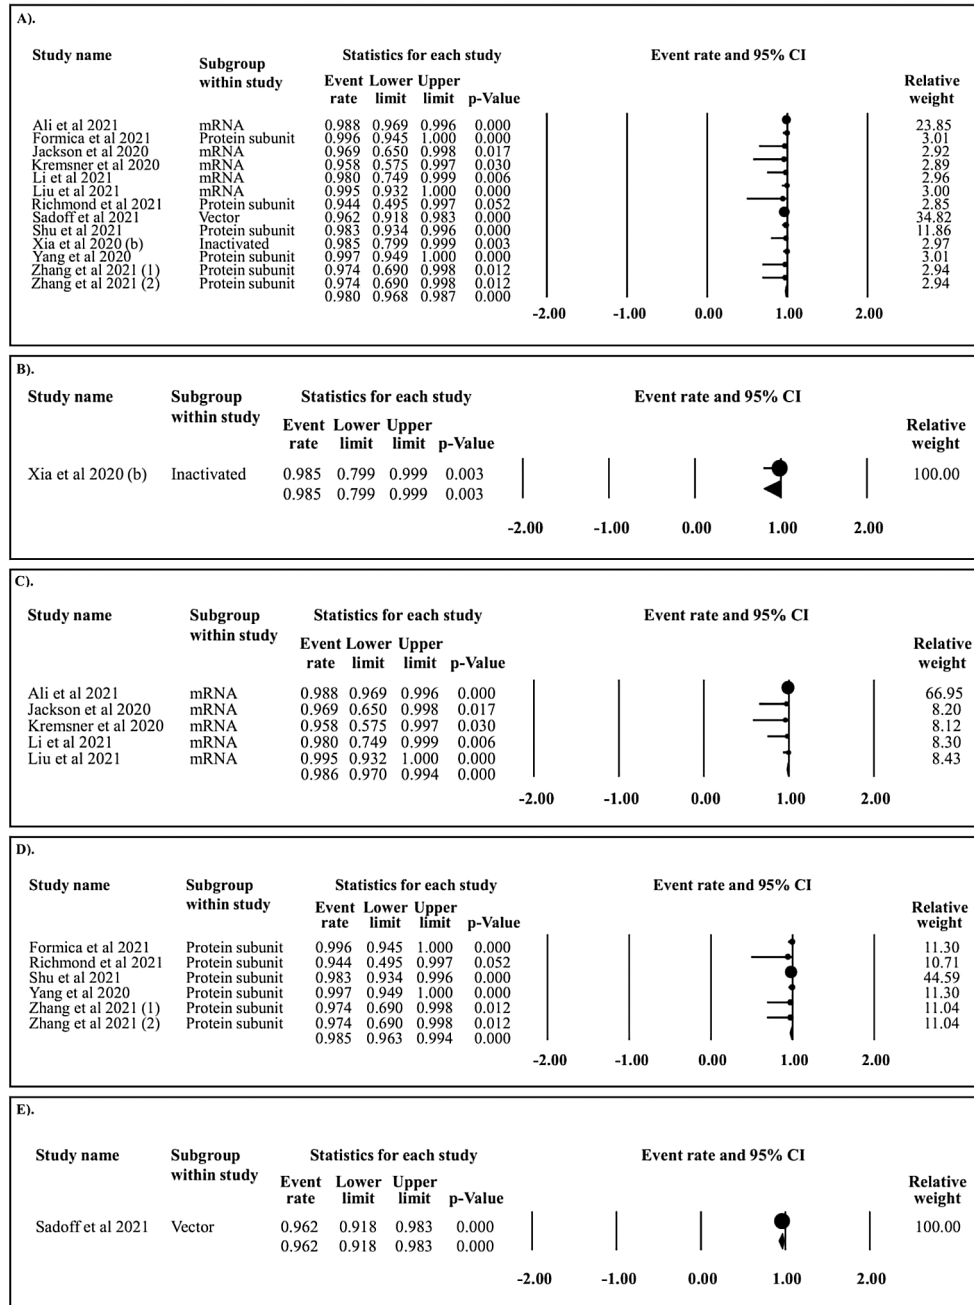 A).
Study name Subgroup within study Statistics for each study Event rate and 95% CI
Event rate Lower limit Upper limit p-Value Relative weight
Ali et al 2021 mRNA 0.988 0.969 0.996 0.000 23.85
Formica et al 2021 Protein subunit 0.996 0.945 1.000 0.000 3.01
Jackson et al 2020 mRNA 0.969 0.650 0.998 0.017 2.92
Kremsner et al 2020 mRNA 0.958 0.575 0.997 0.030 2.89
Li et al 2021 mRNA 0.980 0.749 0.999 0.006 2.96
Liu et al 2021 mRNA 0.995 0.932 1.000 0.000 3.00
Richmond et al 2021 Protein subunit 0.944 0.495 0.997 0.052 2.85
Sadoff et al 2021 Vector 0.962 0.918 0.983 0.000 34.82
Shu et al 2021 Protein subunit 0.983 0.934 0.996 0.000 11.86
Xia et al 2020 (b) Inactivated 0.985 0.799 0.999 0.003 2.97
Yang et al 2020 Protein subunit 0.997 0.949 1.000 0.000 3.01
Zhang et al 2021 (1) Protein subunit 0.974 0.690 0.998 0.012 2.94
Zhang et al 2021 (2) Protein subunit 0.974 0.690 0.998 0.012 2.94
0.980 0.968 0.987 0.000
-2.00 -1.00 0.00 1.00 2.00
B).
Study name Subgroup within study Statistics for each study Event rate and 95% CI
Event rate Lower limit Upper limit p-Value Relative weight
Xia et al 2020 (b) Inactivated 0.985 0.799 0.999 0.003 100.00
0.985 0.799 0.999 0.003
-2.00 -1.00 0.00 1.00 2.00
C).
Study name Subgroup within study Statistics for each study Event rate and 95% CI
Event rate Lower limit Upper limit p-Value Relative weight
Ali et al 2021 mRNA 0.988 0.969 0.996 0.000 66.95
Jackson et al 2020 mRNA 0.969 0.650 0.998 0.017 8.20
Kremsner et al 2020 mRNA 0.958 0.575 0.997 0.030 8.12
Li et al 2021 mRNA 0.980 0.749 0.999 0.006 8.30
Liu et al 2021 mRNA 0.995 0.932 1.000 0.000 8.43
0.986 0.970 0.994 0.000
-2.00 -1.00 0.00 1.00 2.00
D).
Study name Subgroup within study Statistics for each study Event rate and 95% CI
Event rate Lower limit Upper limit p-Value Relative weight
Formica et al 2021 Protein subunit 0.996 0.945 1.000 0.000 11.30
Richmond et al 2021 Protein subunit 0.944 0.495 0.997 0.052 10.71
Shu et al 2021 Protein subunit 0.983 0.934 0.996 0.000 44.59
Yang et al 2020 Protein subunit 0.997 0.949 1.000 0.000 11.30
Zhang et al 2021 (1) Protein subunit 0.974 0.690 0.998 0.012 11.04
Zhang et al 2021 (2) Protein subunit 0.974 0.690 0.998 0.012 11.04
0.985 0.963 0.994 0.000
-2.00 -1.00 0.00 1.00 2.00
E).
Study name Subgroup within study Statistics for each study Event rate and 95% CI
Event rate Lower limit Upper limit p-Value Relative weight
Sadoff et al 2021 Vector 0.962 0.918 0.983 0.000 100.00
0.962 0.918 0.983 0.000
-2.00 -1.00 0.00 1.00 2.00